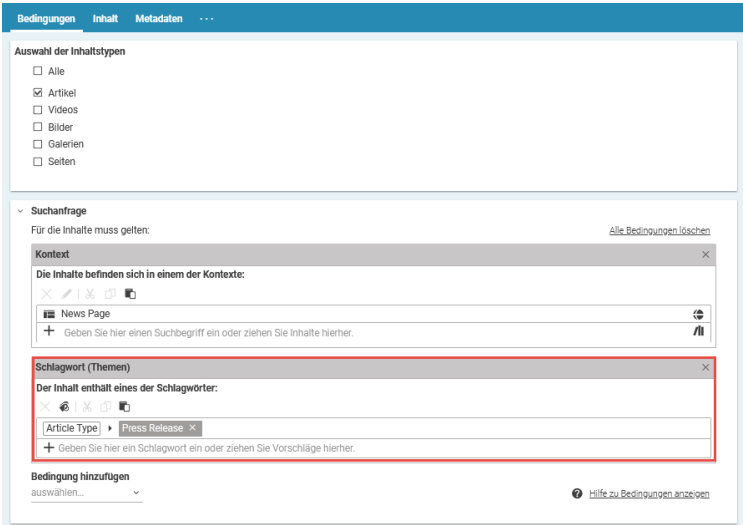 Bedingungen Inhalt Metadaten ...
Auswahl der Inhaltstypen
Alle
Artikel
Videos
Bilder
Galerien
Seiten
Suchanfrage
Für die Inhalte muss gelten: Alle Bedingungen löschen
Kontext
Die Inhalte befinden sich in einem der Kontexte:
News Page
Geben Sie hier einen Suchbegriff ein oder ziehen Sie Inhalte hierher.
Schlagwort (Themen)
Der Inhalt enthält eines der Schlagwörter:
Article Type Press Release
Geben Sie hier ein Schlagwort ein oder ziehen Sie Vorschläge hierher.
Bedingung hinzufügen
auswählen...
Hilfe zu Bedingungen anzeigen